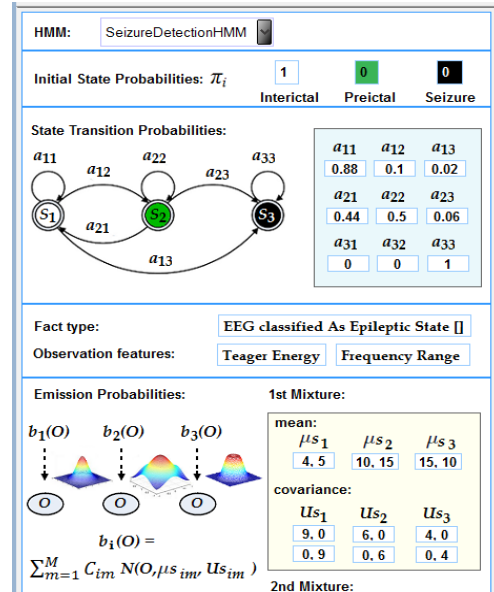 HMM: SeizureDetectionHMM
Initial State Probabilities: πi 1 0 0
Interictal Preictal Seizure
State Transition Probabilities:
a11 a22 a33
a12 a23
S1 S2 S3
a21
a13
a11 a12 a13
0.88 0.1 0.02
a21 a22 a23
0.44 0.5 0.06
a31 a32 a33
0 0 1
Fact type: EEG classified As Epileptic State []
Observation features: Teager Energy Frequency Range
Emission Probabilities:
b1(O) b2(O) b3(O)
O O O
bi(O) =
∑M m=1 Cim N(O,μs im, Us im )
1st Mixture:
mean:
μs1 μs2 μs3
4, 5 10, 15 15, 10
covariance:
Us1 Us2 Us3
9, 0 6, 0 4, 0
0, 9 0, 6 0, 4
2nd Mixture: